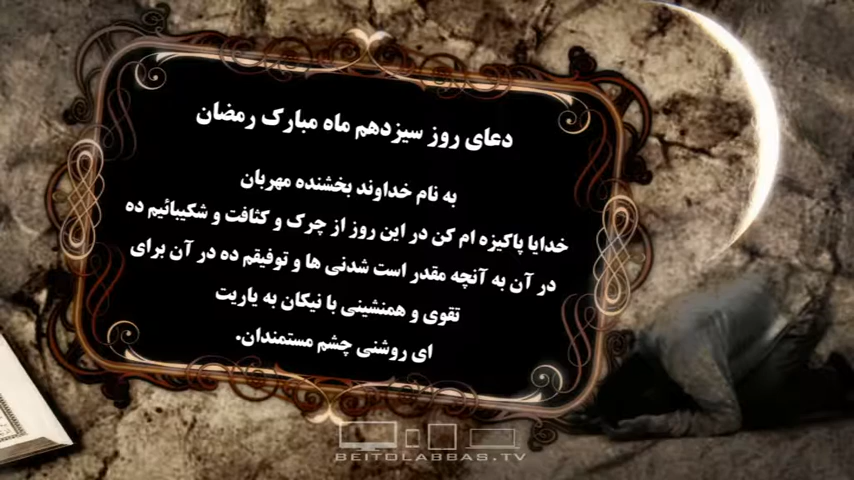 دعای روز سیزدهم ماه مبارک رمضان
به نام خداوند بخشنده مهربان
خدایا پاکیزه ام کن در این روز از چرک و کثافت و شکیبائیم ده
در آن به آنچه مقدر است شدنی ها و توفیقم ده در آن برای
تقوی و همنشینی با نیکان به یاریت
ای روشنی چشم مستمندان.
BEITOLABBAS.TV